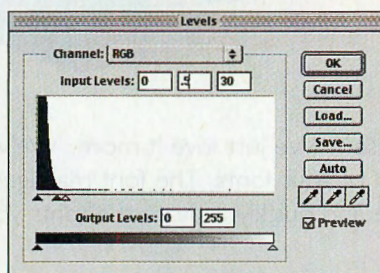 Levels
Channel: RGB
Input Levels: 0 .5 30
Output Levels: 0 255
OK
Cancel
Load...
Save...
Auto
Preview